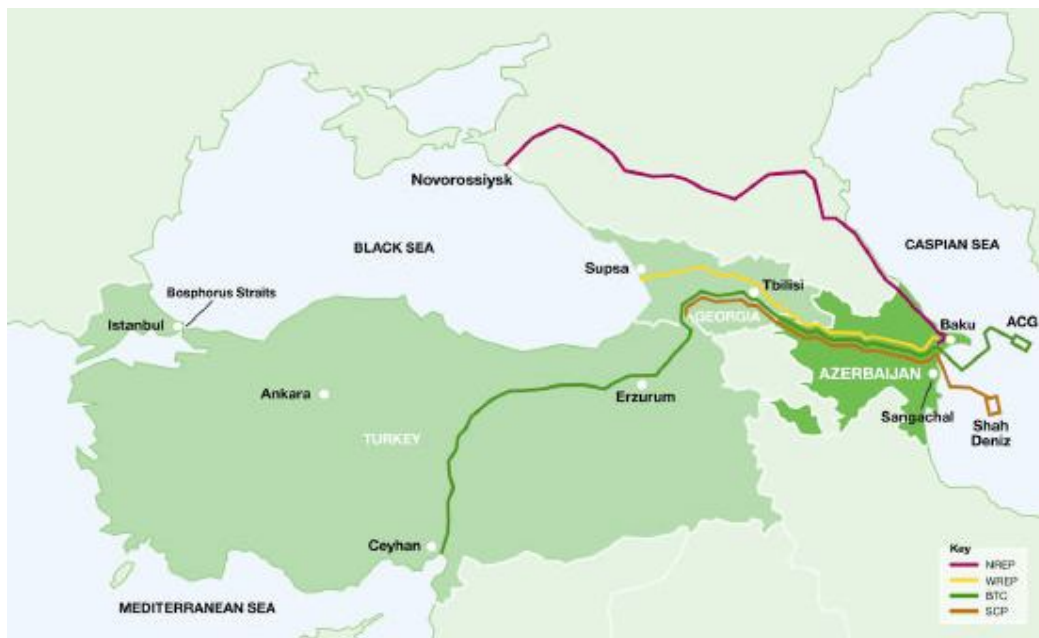 Novorossiysk
BLACK SEA
CASPIAN SEA
Supsa
Tbilisi
Bosphorus Straits
Istanbul
GEORGIA
Baku
ACG
AZERBAIJAN
Ankara
Erzurum
Sangachal
Shah
Deniz
TURKEY
Ceyhan
MEDITERRANEAN SEA
Key
NREP
WREP
BTC
SCP